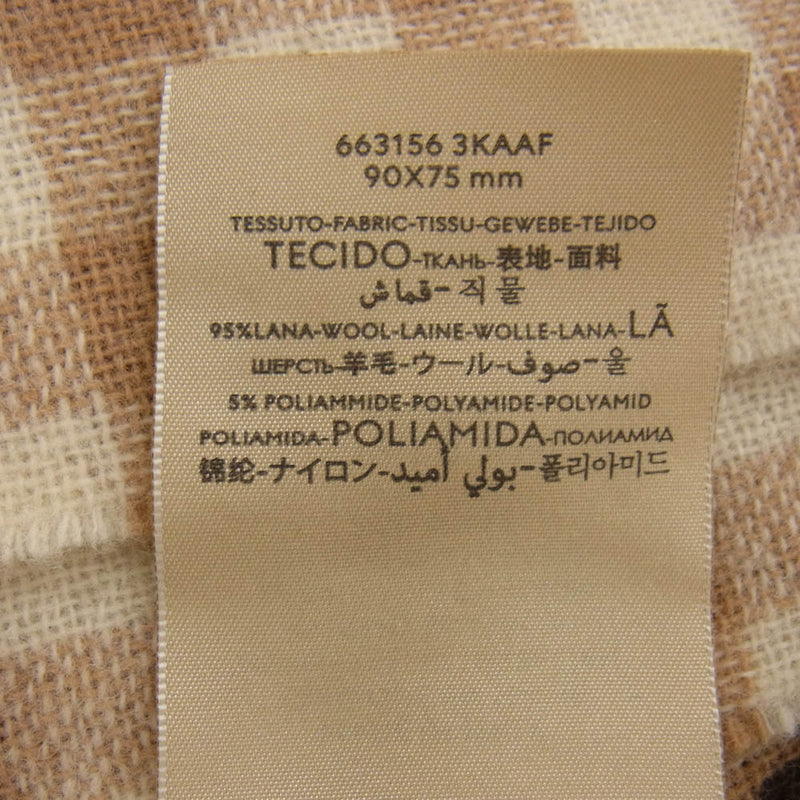 663156 3KAAF
90X75 mm
TESSUTO-FABRIC-TISSU-GEWEBE-TEJIDO
TECIDO-ТКАНЬ-表地-面料
قماش-직물
95%LANA-WOOL-LAINE-WOLLE-LANA-LÃ
ШЕРСТЬ-羊毛-ウール-صوف-울
5% POLIAMMIDE-POLYAMIDE-POLYAMID
POLIAMIDA-POLIAMIDA-ПОЛИАМИД
锦纶-ナイロン-بولي أميد-폴리아미드